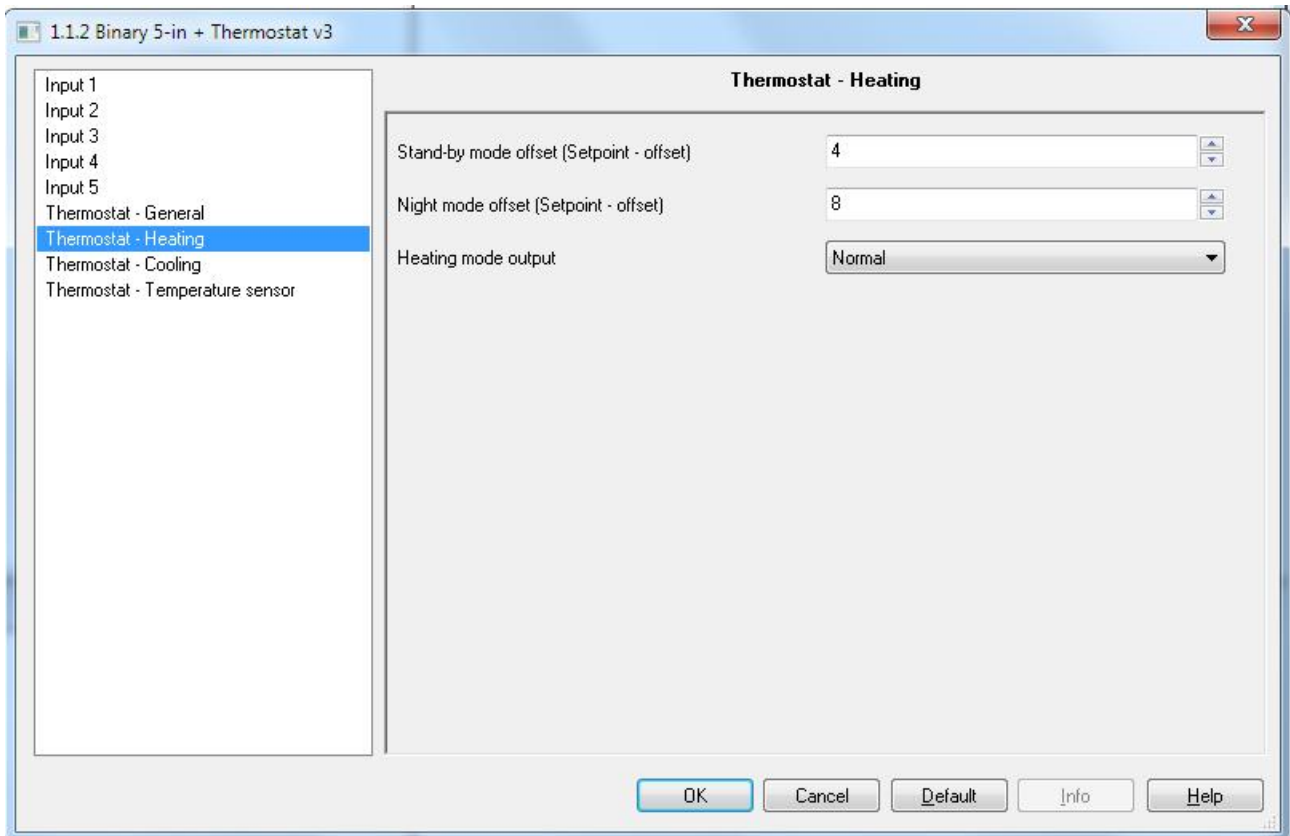 1.1.2 Binary 5-in + Thermostat v3
Input 1
Input 2
Input 3
Input 4
Input 5
Thermostat - General
Thermostat - Heating
Thermostat - Cooling
Thermostat - Temperature sensor
Thermostat - Heating
Stand-by mode offset (Setpoint - offset) 4
Night mode offset (Setpoint - offset) 8
Heating mode output Normal
OK Cancel Default Info Help